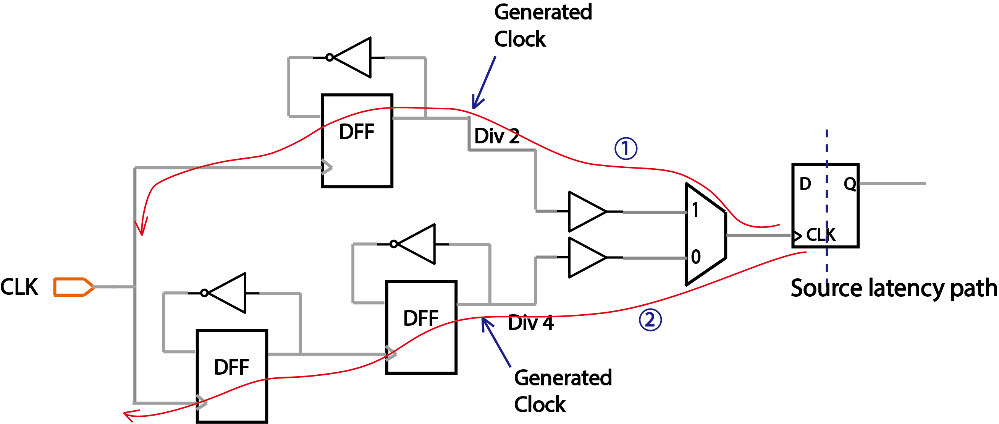 Generated
Clock
DFF
Div 2
①
1
D Q
CLK
0
CLK
Source latency path
DFF
Div 4
②
DFF
Generated
Clock